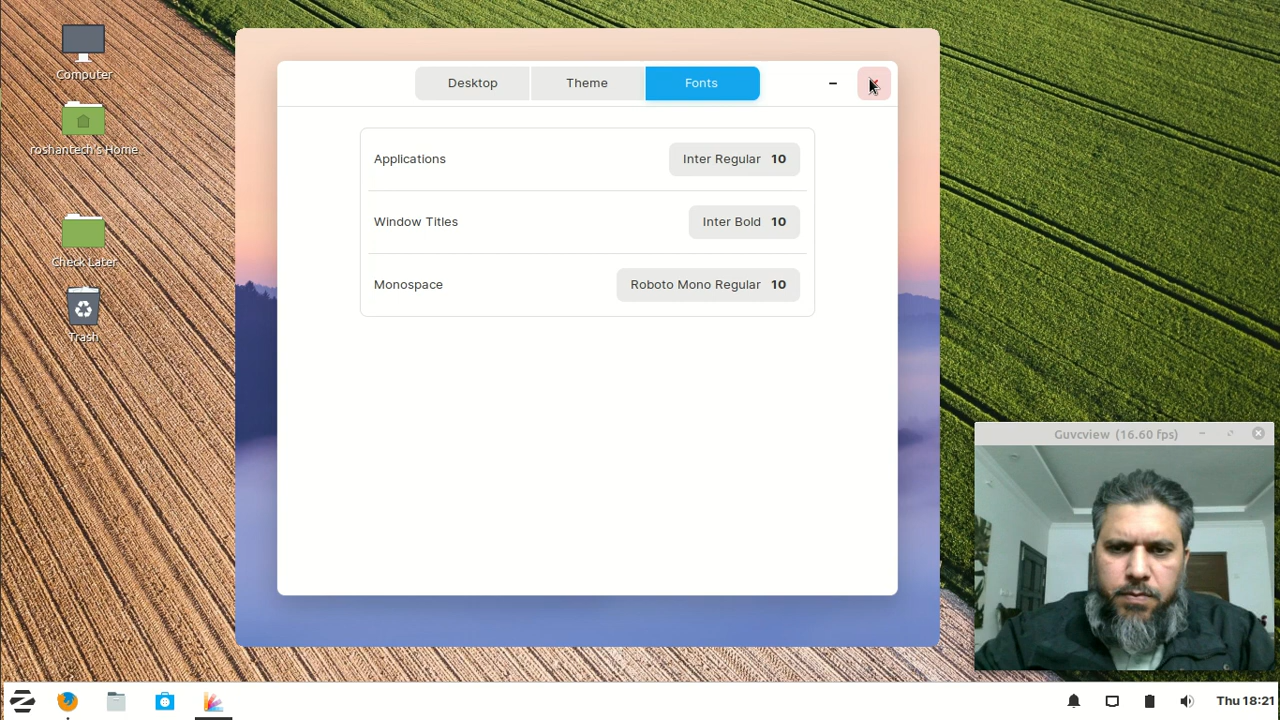 Computer
roshantech's Home
Check Later
Trash
Desktop
Theme
Fonts
Applications
Inter Regular 10
Window Titles
Inter Bold 10
Monospace
Roboto Mono Regular 10
Guvcview (16.60 fps)
Thu 18:21